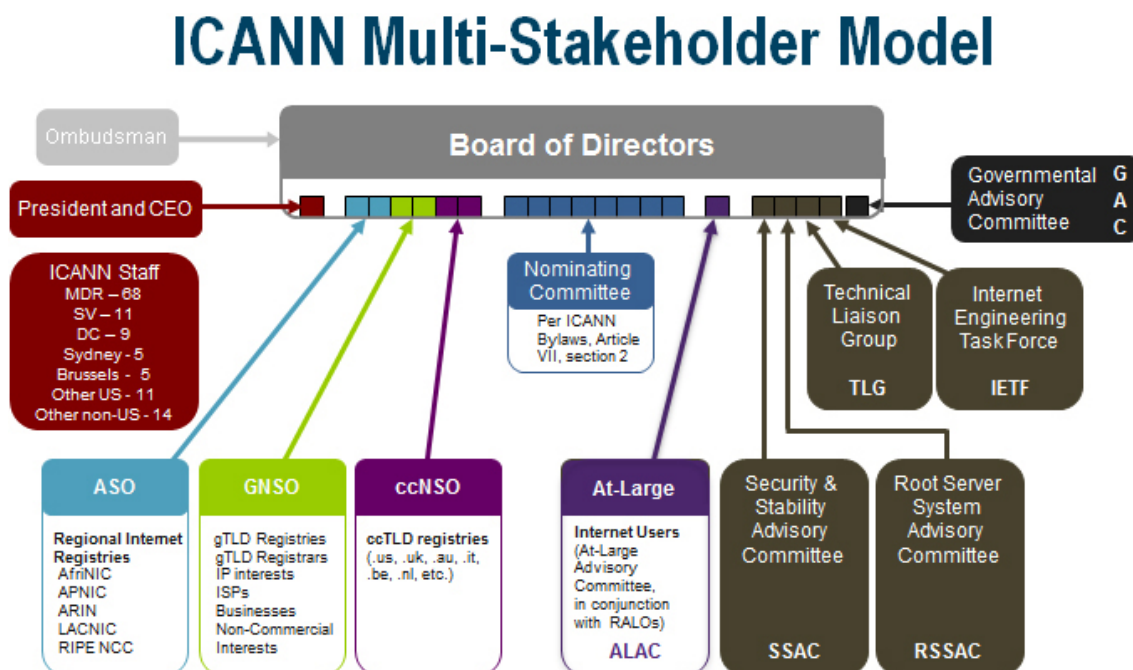 ICANN Multi-Stakeholder Model
Ombudsman
Board of Directors
President and CEO
Governmental G
Advisory A
Committee C
ICANN Staff
MDR – 68
SV – 11
DC – 9
Sydney - 5
Brussels - 5
Other US - 11
Other non-US - 14
Nominating
Committee
Per ICANN
Bylaws, Article
VII, section 2
Technical
Liaison
Group
TLG
Internet
Engineering
Task Force
IETF
ASO
Regional Internet
Registries
AfriNIC
APNIC
ARIN
LACNIC
RIPE NCC
GNSO
gTLD Registries
gTLD Registrars
IP interests
ISPs
Businesses
Non-Commercial
Interests
ccNSO
ccTLD registries
(.us, .uk, .au, .it,
.be, .nl, etc.)
At-Large
Internet Users
(At-Large
Advisory
Committee,
in conjunction
with RALOs)
ALAC
Security &
Stability
Advisory
Committee
SSAC
Root Server
System
Advisory
Committee
RSSAC